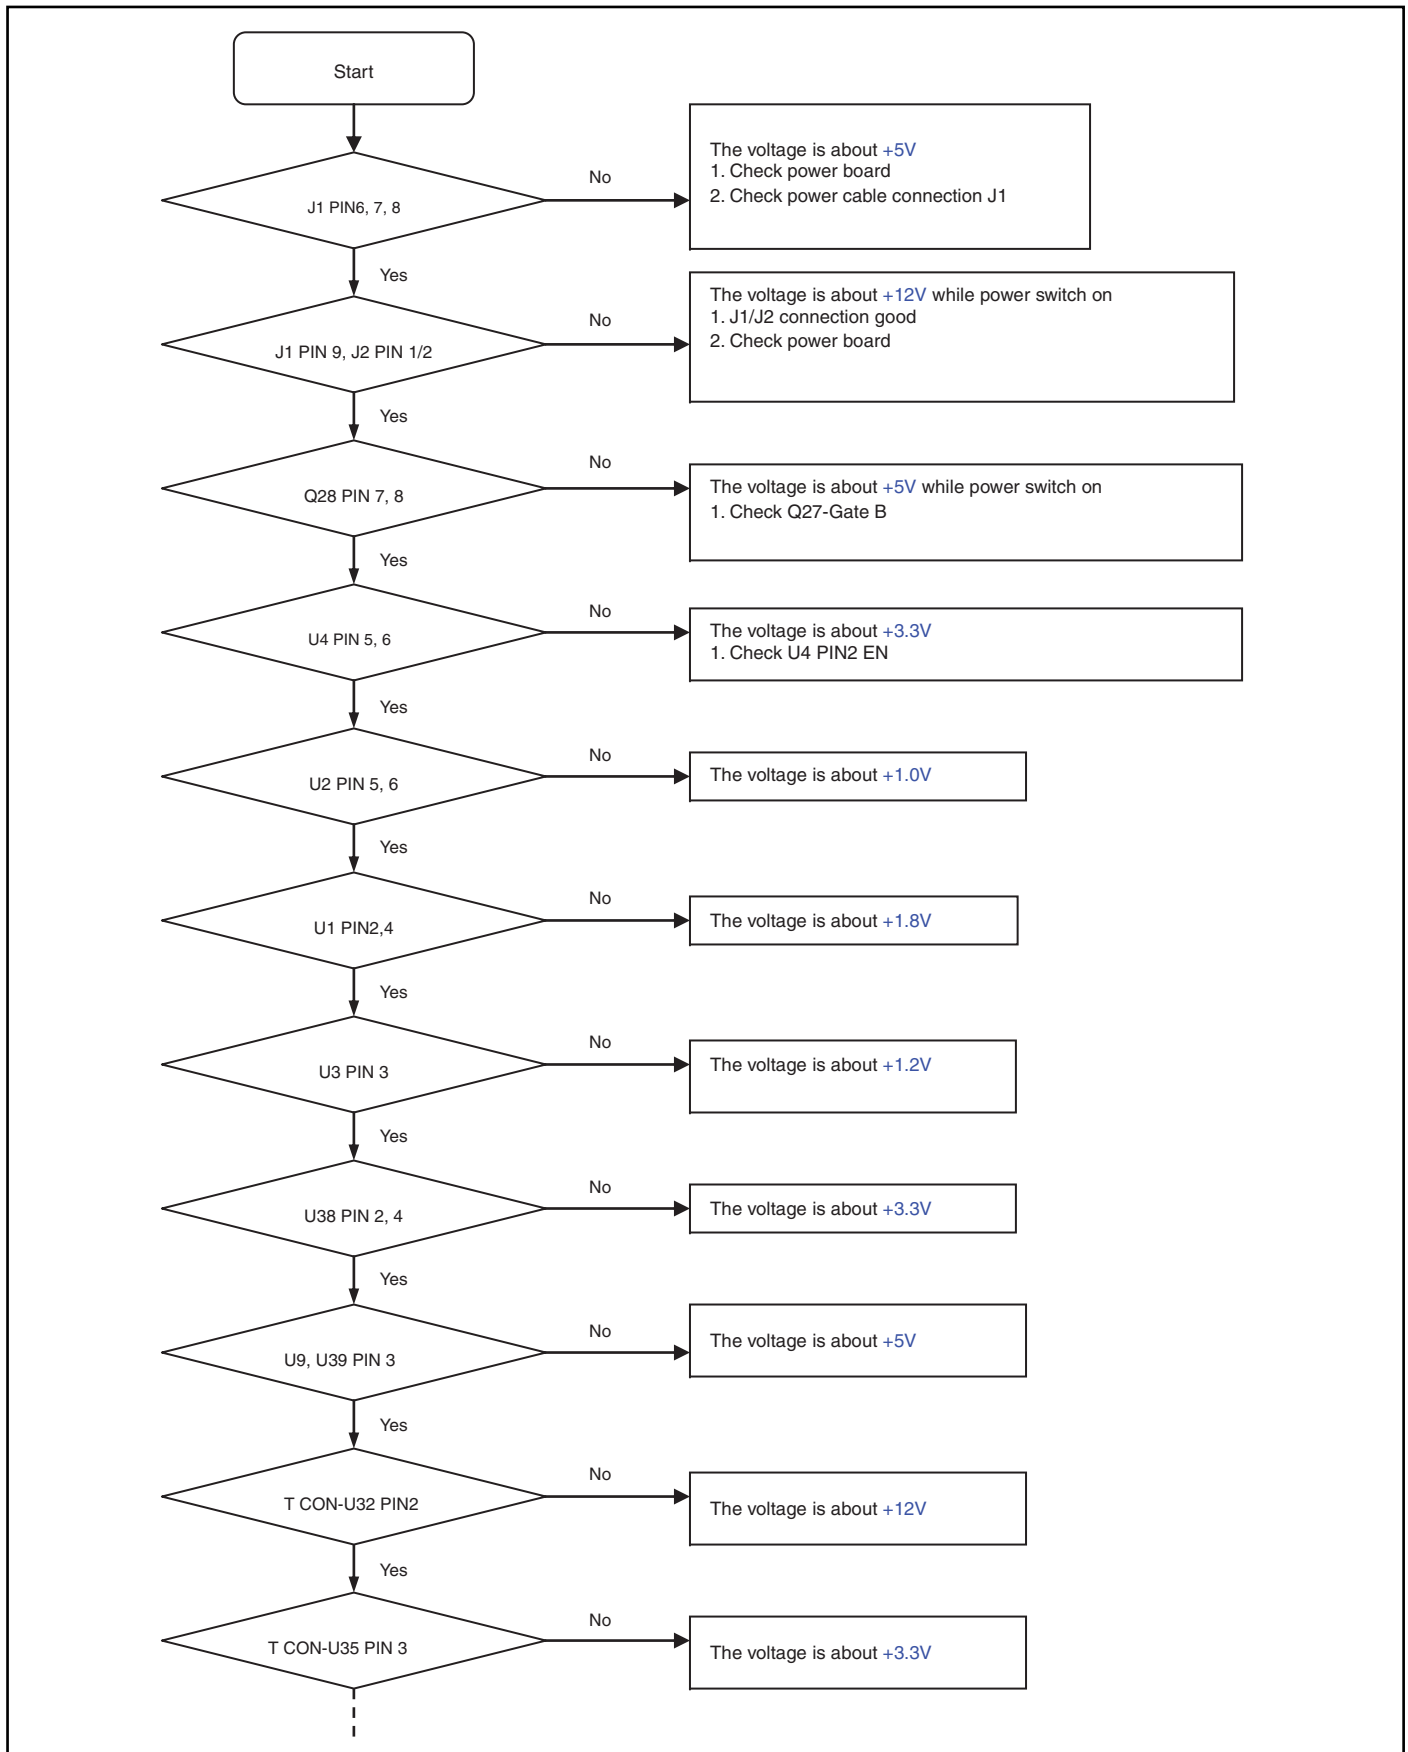 Start
J1 PIN6, 7, 8
No
The voltage is about +5V
1. Check power board
2. Check power cable connection J1
Yes
J1 PIN 9, J2 PIN 1/2
No
The voltage is about +12V while power switch on
1. J1/J2 connection good
2. Check power board
Yes
Q28 PIN 7, 8
No
The voltage is about +5V while power switch on
1. Check Q27-Gate B
Yes
U4 PIN 5, 6
No
The voltage is about +3.3V
1. Check U4 PIN2 EN
Yes
U2 PIN 5, 6
No
The voltage is about +1.0V
Yes
U1 PIN2,4
No
The voltage is about +1.8V
Yes
U3 PIN 3
No
The voltage is about +1.2V
Yes
U38 PIN 2, 4
No
The voltage is about +3.3V
Yes
U9, U39 PIN 3
No
The voltage is about +5V
Yes
T CON-U32 PIN2
No
The voltage is about +12V
Yes
T CON-U35 PIN 3
No
The voltage is about +3.3V